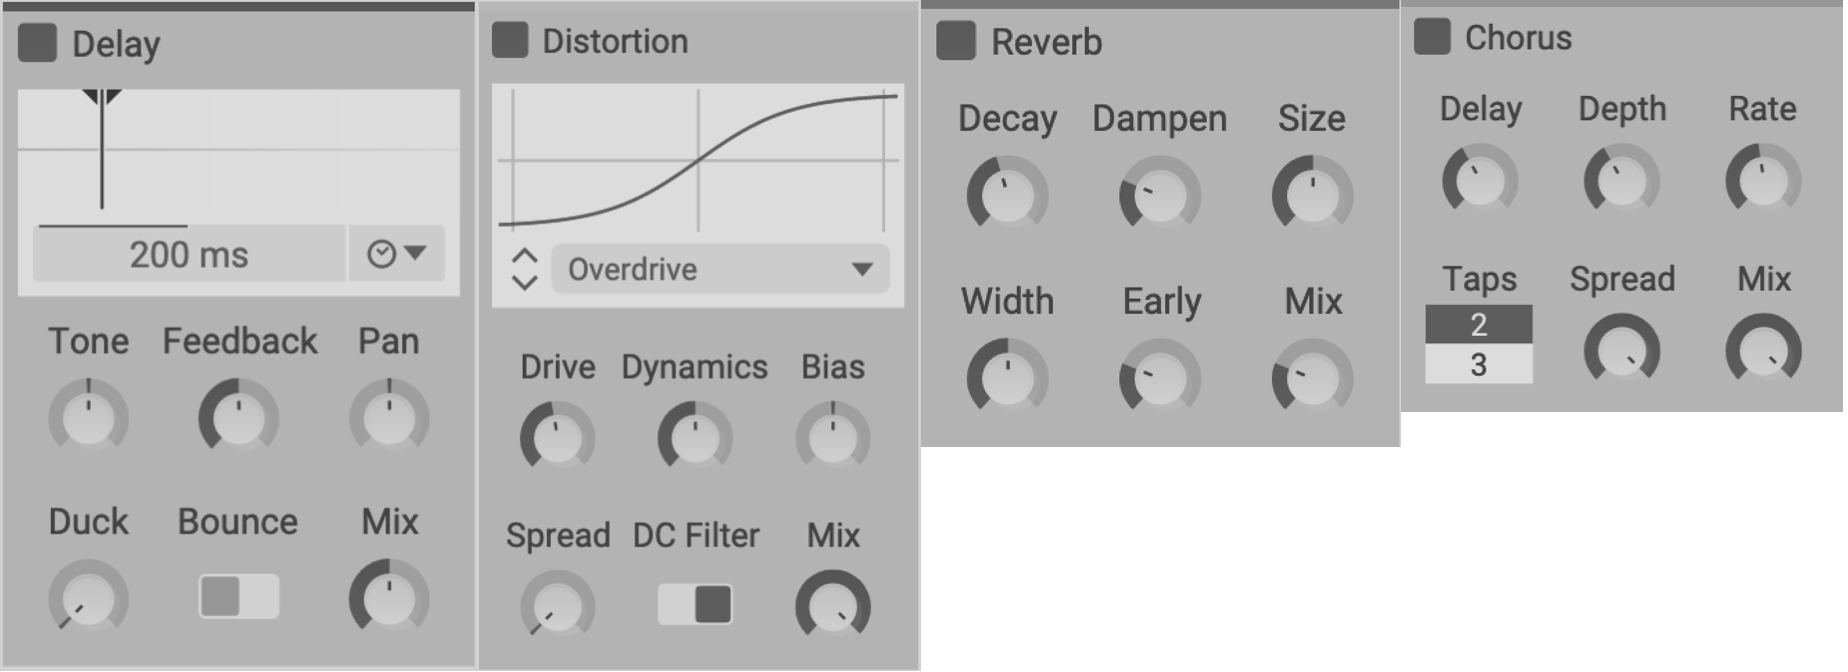 Delay
200 ms
Tone Feedback Pan
Duck Bounce Mix
Distortion
Overdrive
Drive Dynamics Bias
Spread DC Filter Mix
Reverb
Decay Dampen Size
Width Early Mix
Chorus
Delay Depth Rate
Taps Spread Mix
2
3